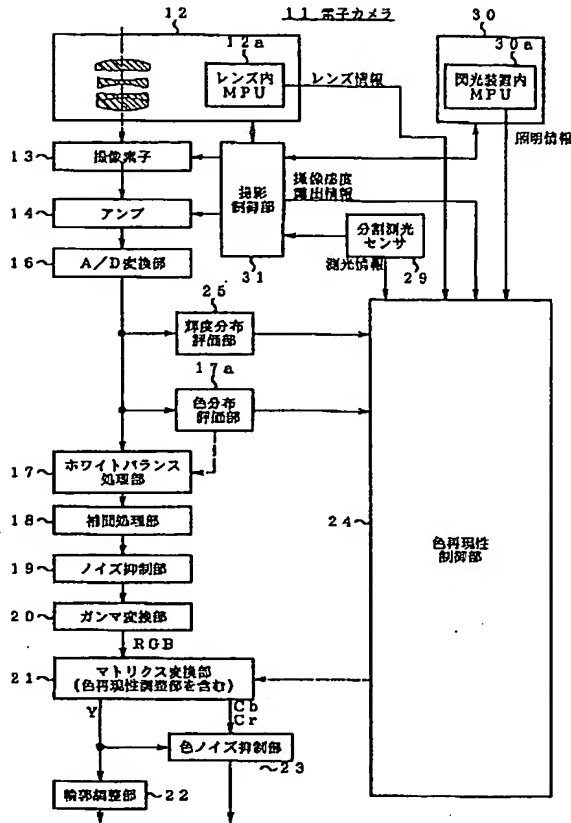 11 電子カメラ
12
12a
レンズ内
MPU
レンズ情報
30
30a
閃光装置内
MPU
照明情報
13
撮像素子
14
アンプ
16
A/D変換部
撮影
制御部
31
撮像感度
露出情報
分割測光
センサ
29
測光情報
25
輝度分布
評価部
17a
色分布
評価部
17
ホワイトバランス
処理部
18
補間処理部
19
ノイズ抑制部
20
ガンマ変換部
RGB
21
マトリクス変換部
(色再現性調整部を含む)
Y
Cb
Cr
色ノイズ抑制部
23
輪郭調整部
22
24
色再現性
制御部